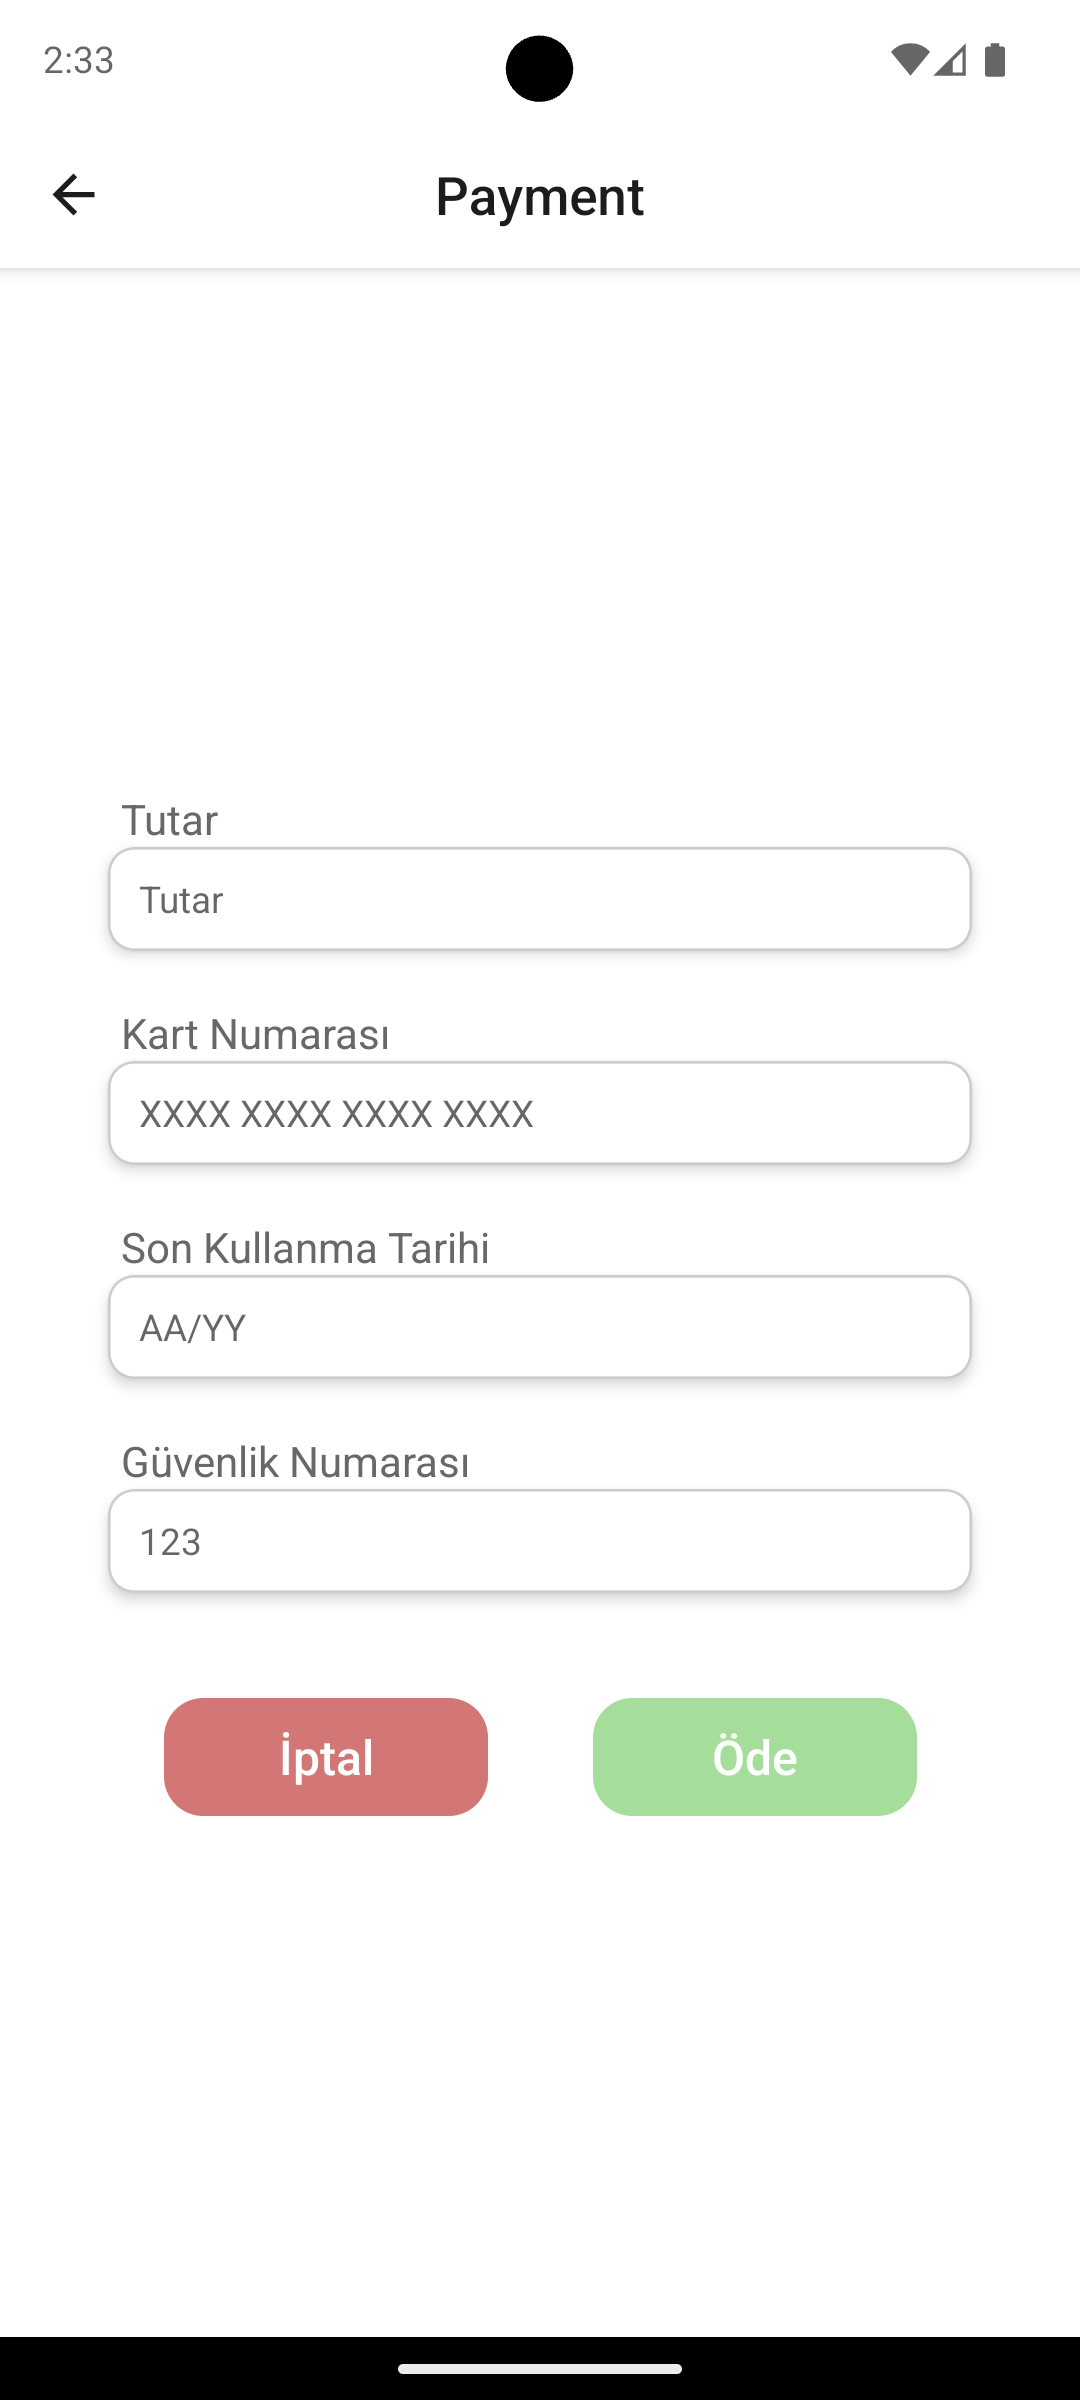 2:33
Payment
Tutar
Tutar
Kart Numarası
XXXX XXXX XXXX XXXX
Son Kullanma Tarihi
AA/YY
Güvenlik Numarası
123
İptal Öde